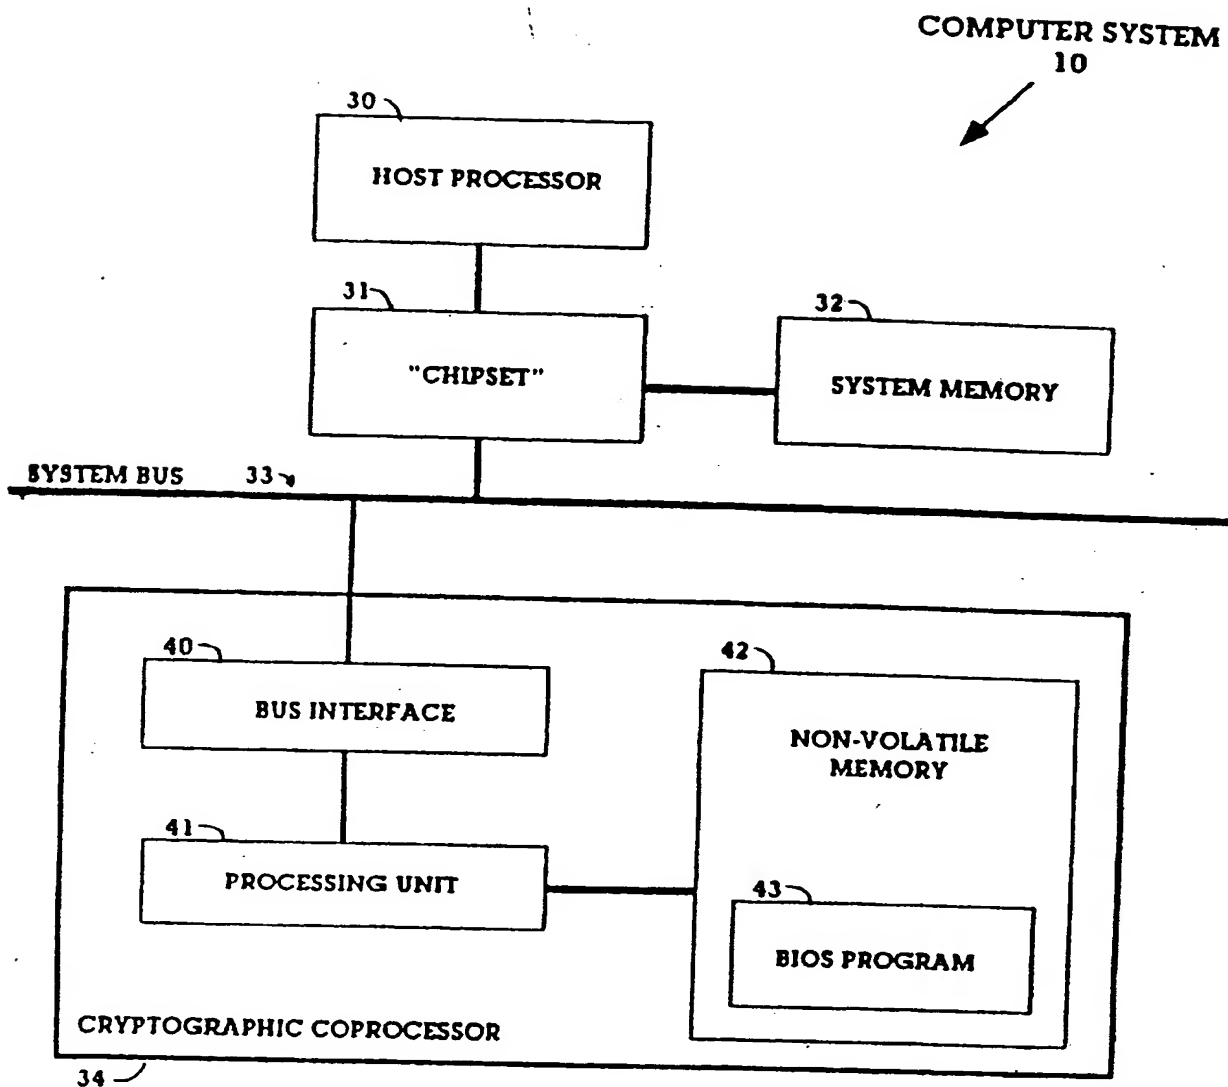 COMPUTER SYSTEM
10
30
HOST PROCESSOR
31
"CHIPSET"
32
SYSTEM MEMORY
SYSTEM BUS 33
40
BUS INTERFACE
42
NON-VOLATILE
MEMORY
41
PROCESSING UNIT
43
BIOS PROGRAM
CRYPTOGRAPHIC COPROCESSOR
34